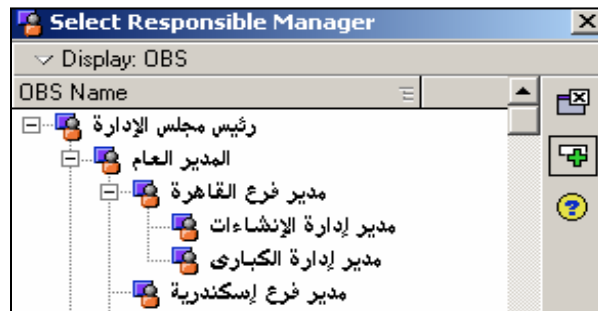 Select Responsible Manager
Display: OBS
OBS Name
رئيس مجلس الإدارة
المدير العام
مدير فرع القاهرة
مدير إدارة الإنشاءات
مدير إدارة الكبارى
مدير فرع إسكندرية